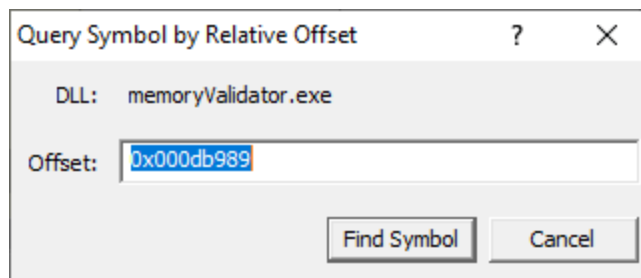 Query Symbol by Relative Offset ?
DLL: memoryValidator.exe
Offset: 0x000db989
Find Symbol Cancel